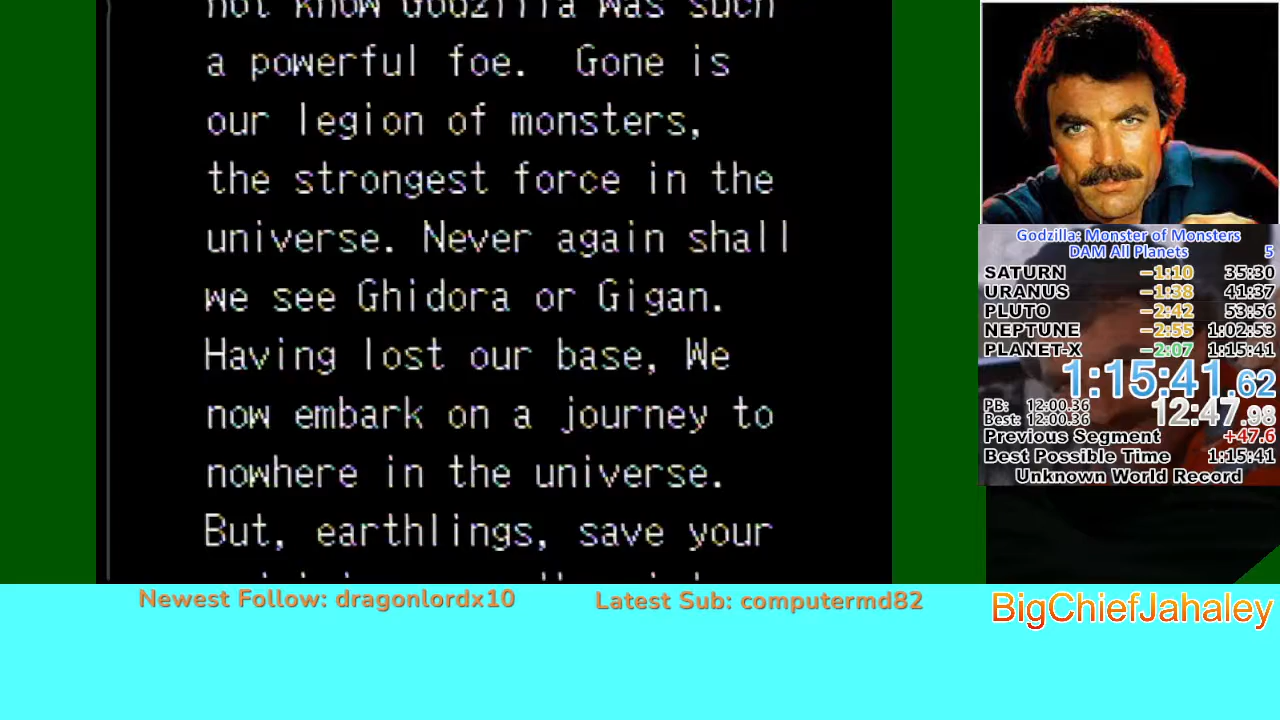 not know Godzilla was such
a powerful foe. Gone is
our legion of monsters,
the strongest force in the
universe. Never again shall
we see Ghidora or Gigan.
Having lost our base, We
now embark on a journey to
nowhere in the universe.
But, earthlings, save your
Godzilla: Monster of Monsters
DAM All Planets 5
SATURN -1:10 35:30
URANUS -1:38 41:37
PLUTO -2:42 53:56
NEPTUNE -2:55 1:02:53
PLANET-X -2:07 1:15:41
1:15:41.62
PB: 12:00.36
Best: 12:00.36
12:47.98
Previous Segment +47.6
Best Possible Time 1:15:41
Unknown World Record
Newest Follow: dragonlordx10
Latest Sub: computermd82
BigChiefJahaley